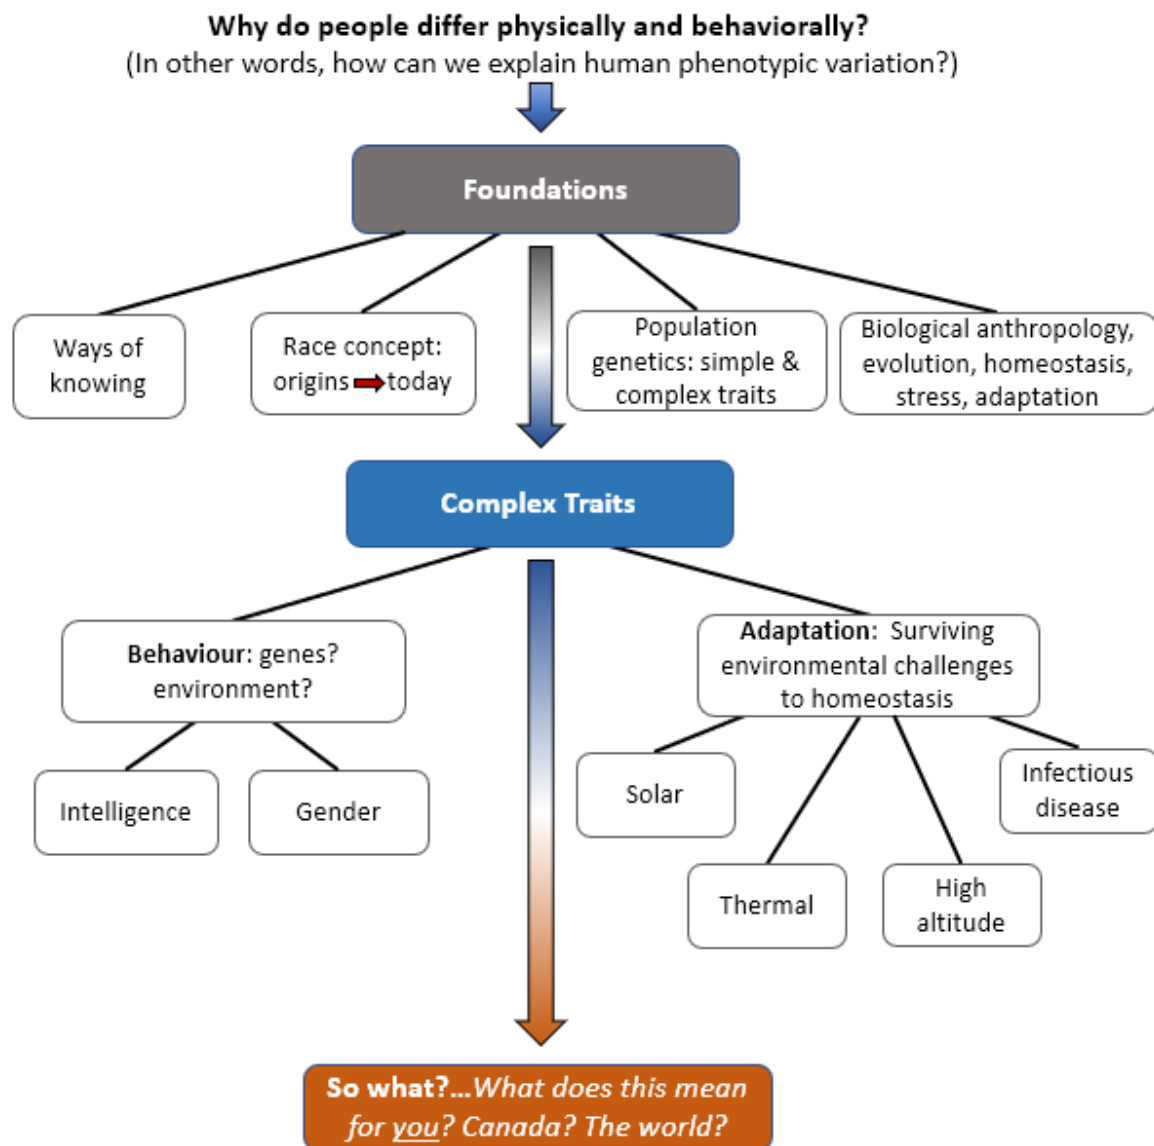 Why do people differ physically and behaviorally?
(In other words, how can we explain human phenotypic variation?)
Foundations
Ways of
knowing
Race concept:
origins today
Population
genetics: simple &
complex traits
Biological anthropology,
evolution, homeostasis,
stress, adaptation
Complex Traits
Behaviour: genes?
environment?
Adaptation: Surviving
environmental challenges
to homeostasis
Intelligence
Gender
Solar
Thermal
High
altitude
Infectious
disease
So what?...What does this mean
for you? Canada? The world?